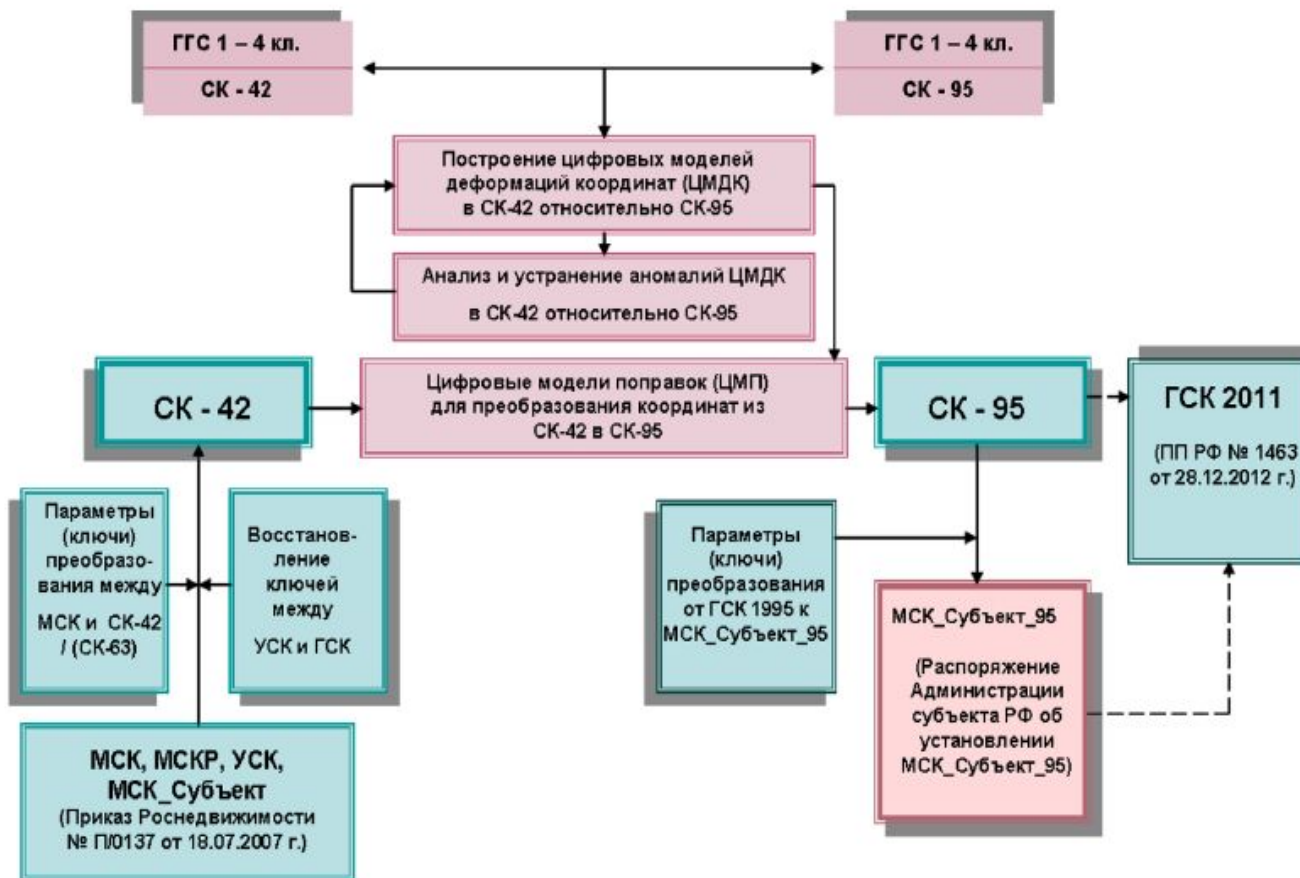 ГГС 1 – 4 кл.
СК - 42
ГГС 1 – 4 кл.
СК - 95
Построение цифровых моделей
деформаций координат (ЦМДК)
в СК-42 относительно СК-95
Анализ и устранение аномалий ЦМДК
в СК-42 относительно СК-95
СК - 42
Цифровые модели поправок (ЦМП)
для преобразования координат из
СК-42 в СК-95
СК - 95
ГСК 2011
(ПП РФ № 1463
от 28.12.2012 г.)
Параметры
(ключи)
преобразо-
вания между
МСК и СК-42
/ (СК-63)
Восстанов-
ление
ключей
между
УСК и ГСК
Параметры
(ключи)
преобразования
от ГСК 1995 к
МСК_Субъект_95
МСК_Субъект_95
(Распоряжение
Администрации
субъекта РФ об
установлении
МСК_Субъект_95)
МСК, МСКР, УСК,
МСК_Субъект
(Приказ Роснедвижимости
№ П/0137 от 18.07.2007 г.)